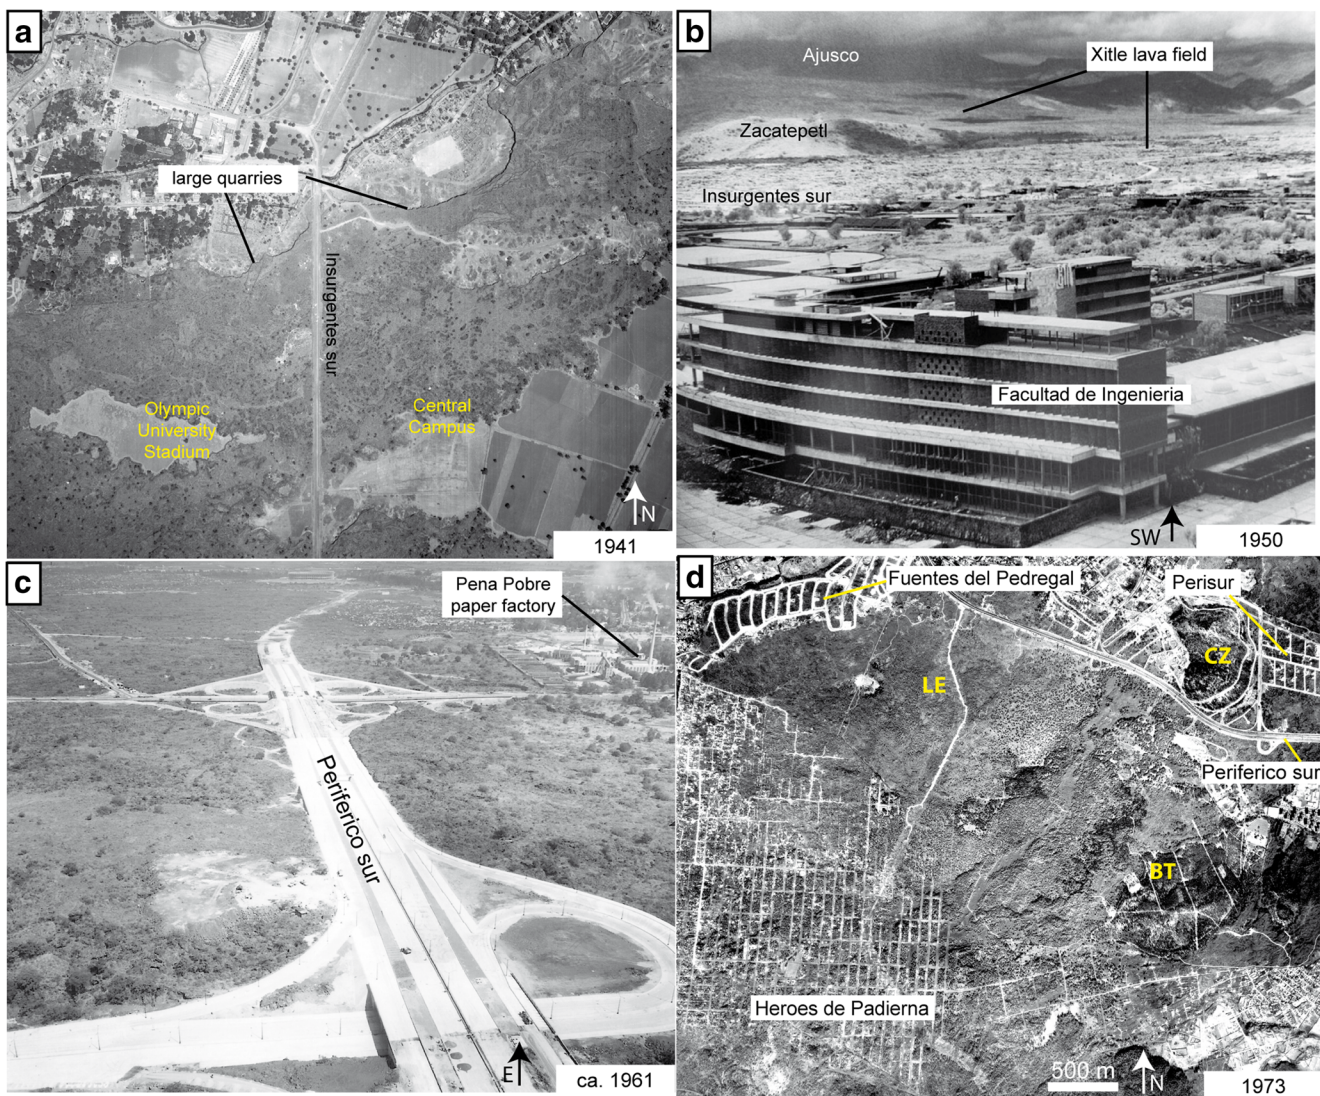 a
large quarries
Insurgentes sur
Olympic
University
Stadium
Central
Campus
N
1941
b
Ajusco
Xitle lava field
Zacatepetl
Insurgentes sur
Facultad de Ingenieria
SW
1950
c
Pena Pobre
paper factory
Periferico sur
E
ca. 1961
d
Fuentes del Pedregal
Perisur
CZ
LE
Periferico sur
BT
Heroes de Padierna
500 m
N
1973